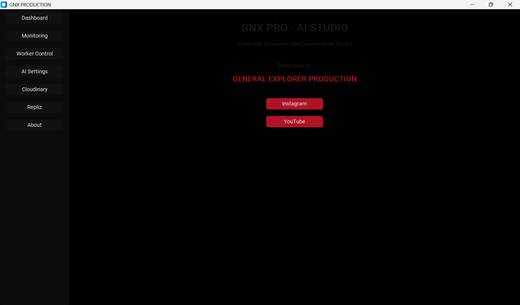 GNX PRODUCTION
Dashboard
Monitoring
Worker Control
AI Settings
Cloudinary
Repliz
About
GNX PRO - AI STUDIO
Developed by
GENERAL EXPLORER PRODUCTION
Instagram
YouTube